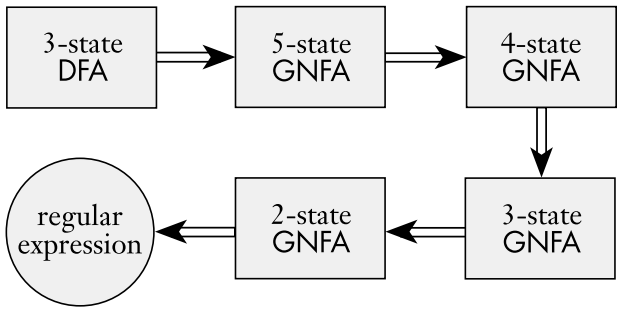 3-state
DFA
5-state
GNFA
4-state
GNFA
3-state
GNFA
2-state
GNFA
regular
expression